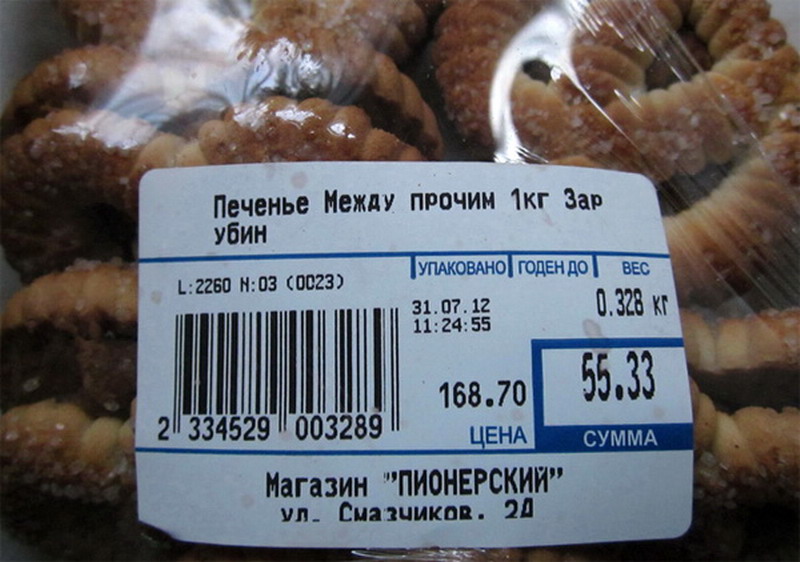 Печенье Между прочим 1кг Зар
убин
УПАКОВАНО ГОДЕН ДО ВЕС
L:2260 N:03 (0023)
31.07.12
11:24:55
0.328 кг
168.70
55.33
ЦЕНА
СУММА
2 334529 003289
Магазин "ПИОНЕРСКИЙ"
ул. Смазчиков, 2Д